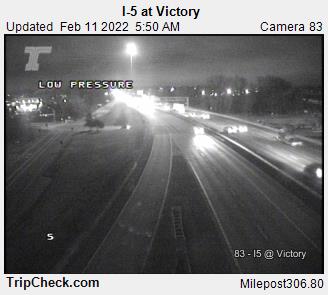 I-5 at Victory
Updated Feb 11 2022 5:50 AM Camera 83
T
LOW PRESSURE
S
83 - I5 @ Victory
TripCheck.com Milepost306.80